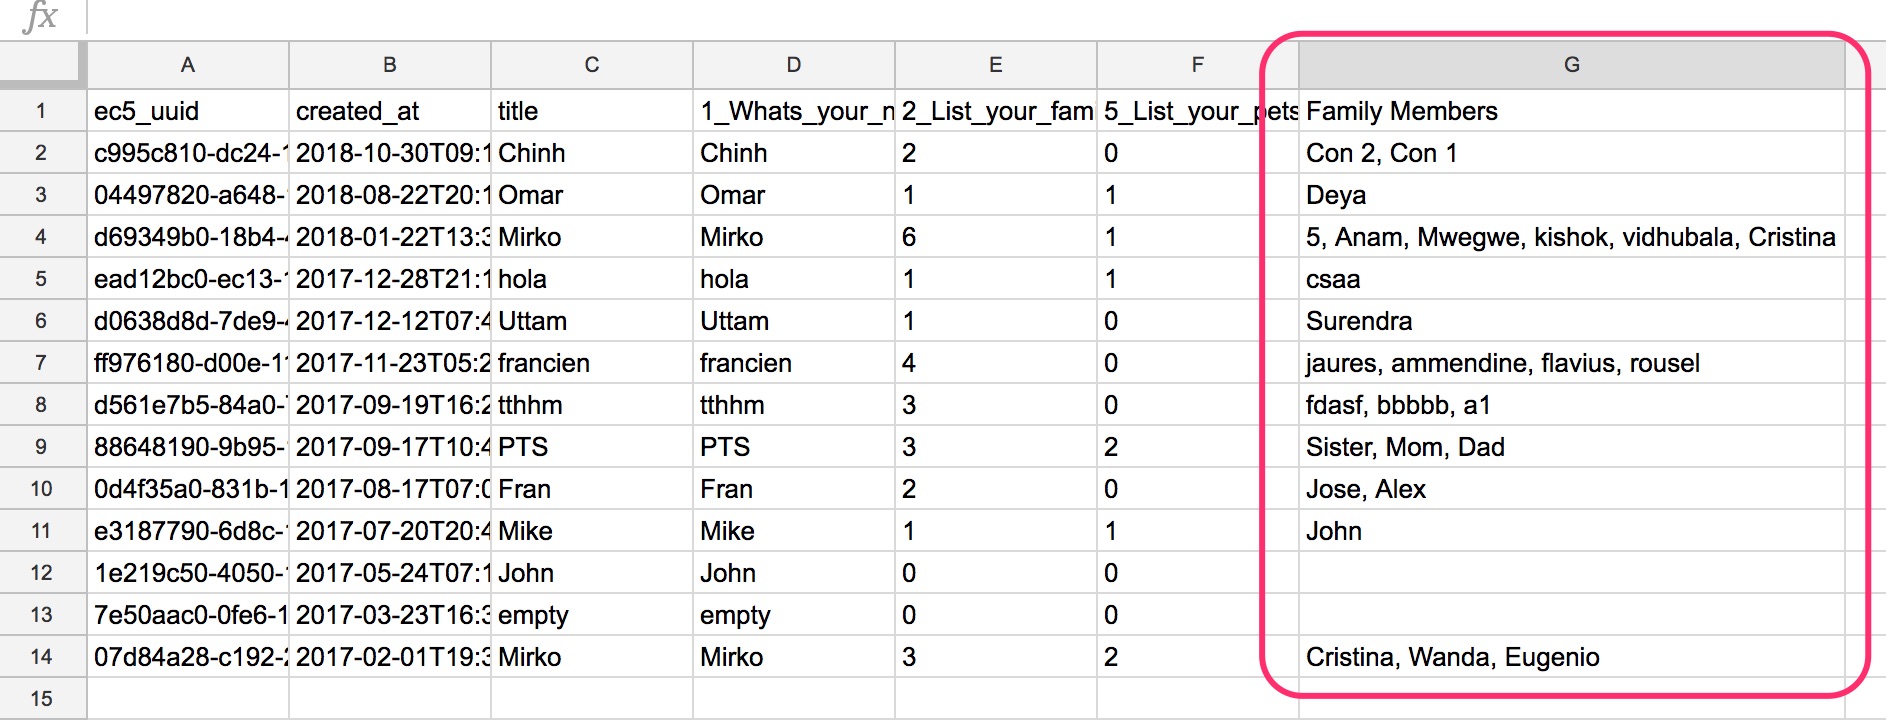 fx
A B C D E F G
1 ec5_uuid created_at title 1_Whats_your_n 2_List_your_fam 5_List_your_pets Family Members
2 c995c810-dc24-1 2018-10-30T09:1 Chinh Chinh 2 0 Con 2, Con 1
3 04497820-a648- 2018-08-22T20:1 Omar Omar 1 1 Deya
4 d69349b0-18b4- 2018-01-22T13:3 Mirko Mirko 6 1 5, Anam, Mwegwe, kishok, vidhubala, Cristina
5 ead12bc0-ec13- 2017-12-28T21:1 hola hola 1 1 csaa
6 d0638d8d-7de9- 2017-12-12T07:4 Uttam Uttam 1 0 Surendra
7 ff976180-d00e-11 2017-11-23T05:2 francien francien 4 0 jaures, ammendine, flavius, rousel
8 d561e7b5-84a0- 2017-09-19T16:2 tthhm tthhm 3 0 fdasf, bbbbb, a1
9 88648190-9b95- 2017-09-17T10:4 PTS PTS 3 2 Sister, Mom, Dad
10 0d4f35a0-831b-1 2017-08-17T07:0 Fran Fran 2 0 Jose, Alex
11 e3187790-6d8c- 2017-07-20T20:4 Mike Mike 1 1 John
12 1e219c50-4050- 2017-05-24T07:1 John John 0 0
13 7e50aac0-0fe6-1 2017-03-23T16:3 empty empty 0 0
14 07d84a28-c192- 2017-02-01T19:3 Mirko Mirko 3 2 Cristina, Wanda, Eugenio
15